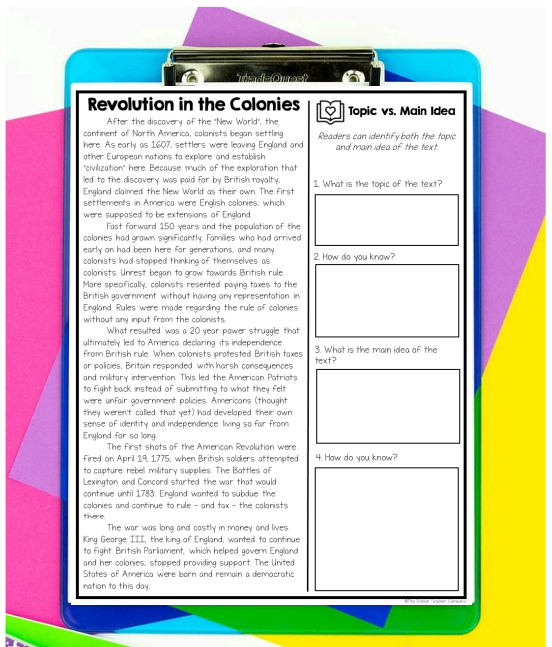 TradeQuest
Revolution in the Colonies
After the discovery of the "New World", the
continent of North America, colonists began settling
here. As early as 1607, settlers were leaving England and
other European nations to explore and establish
"civilization" here. Because much of the exploration that
led to the discovery was paid for by British royalty,
England claimed the New World as their own. The first
settlements in America were English colonies, which
were supposed to be extensions of England.
Fast forward 150 years and the population of the
colonies had grown significantly. Families who had arrived
early on had been here for generations, and many
colonists had stopped thinking of themselves as
colonists. Unrest began to grow towards British rule.
More specifically, colonists resented paying taxes to the
British government without having any representation in
England. Rules were made regarding the rule of colonies
without any input from the colonists.
What resulted was a 20 year power struggle that
ultimately led to America declaring its independence
from British rule. When colonists protested British taxes
or policies, Britain responded with harsh consequences
and military intervention. This led the American Patriots
to fight back instead of submitting to what they felt
were unfair government policies. Americans (thought
they weren't called that yet) had developed their own
sense of identity and independence living so far from
England for so long.
The first shots of the American Revolution were
fired on April 19, 1775, when British soldiers attempted
to capture rebel military supplies. The Battles of
Lexington and Concord started the war that would
continue until 1783. England wanted to subdue the
colonies and continue to rule – and tax – the colonists
there.
The war was long and costly in money and lives.
King George III, the king of England, wanted to continue
to fight. British Parliament, which helped govern England
and her colonies, stopped providing support. The United
States of America were born and remain a democratic
nation to this day.
Topic vs. Main Idea
Readers can identify both the topic
and main idea of the text.
1. What is the topic of the text?
2. How do you know?
3. What is the main idea of the
text?
4. How do you know?
©The Stellar Teacher Company